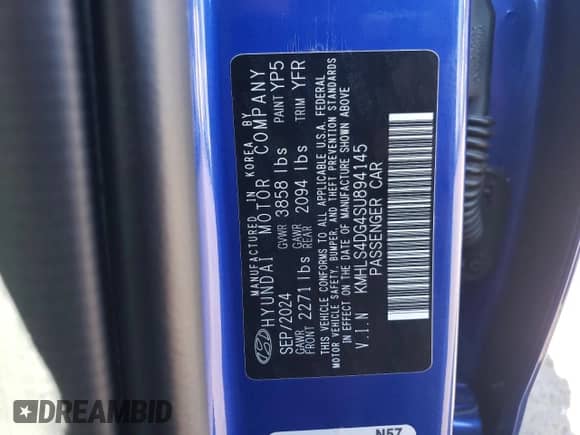 MANUFACTURED IN KOREA BY
HYUNDAI MOTOR COMPANY
SEP/2024 GVWR 3858 lbs PAINT YP5
GAWR FRONT 2271 lbs GAWR REAR 2094 lbs TRIM YFR
THIS VEHICLE CONFORMS TO ALL APPLICABLE U.S.A. FEDERAL
MOTOR VEHICLE SAFETY, BUMPER, AND THEFT PREVENTION STANDARDS
IN EFFECT ON THE DATE OF MANUFACTURE SHOWN ABOVE
V.I.N KMHLS4DG4SU894145
PASSENGER CAR
N57
DREAMBID